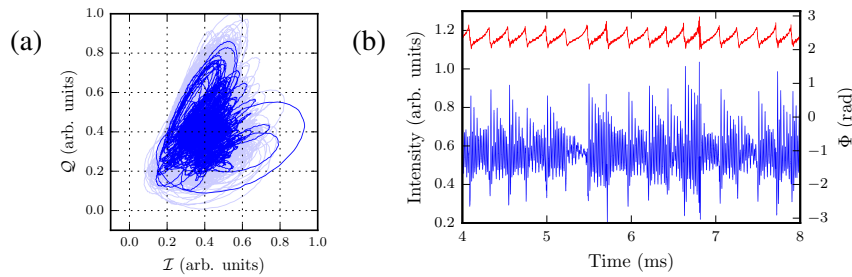 (a)
1.0
0.8
0.6
0.4
0.2
0.0
Q (arb. units)
0.0 0.2 0.4 0.6 0.8 1.0
I (arb. units)
(b)
1.2
1.0
0.8
0.6
0.4
0.2
Intensity (arb. units)
3
2
1
0
−1
−2
−3
Φ (rad)
4 5 6 7 8
Time (ms)